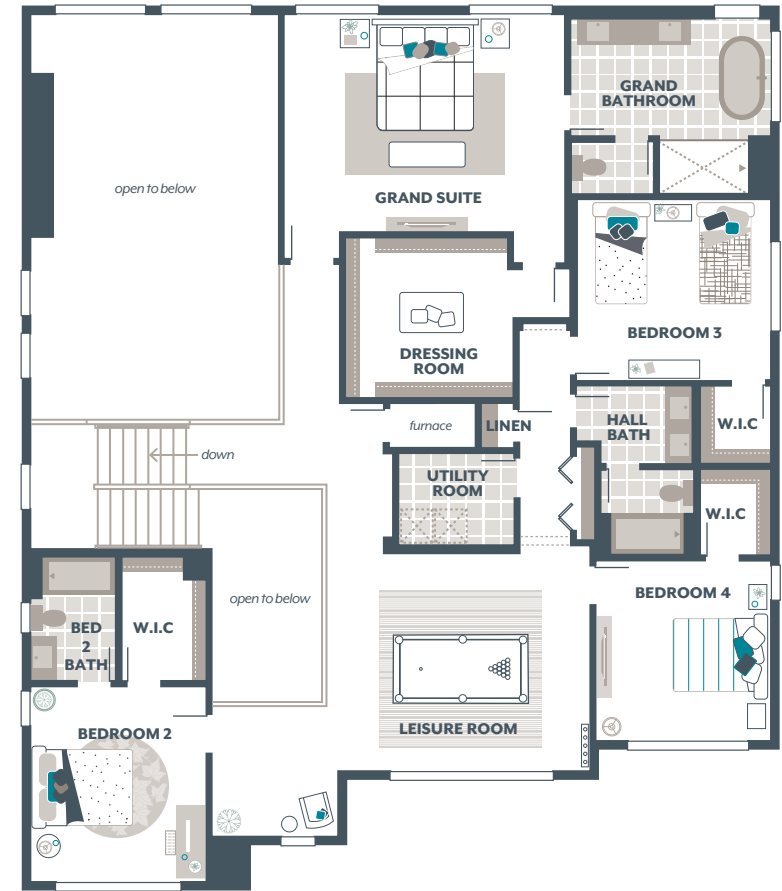 GRAND
BATHROOM
open to below
GRAND SUITE
BEDROOM 3
DRESSING
ROOM
furnace
LINEN
HALL
BATH
W.I.C
down
UTILITY
ROOM
W.I.C
open to below
BEDROOM 4
BED
2
BATH
W.I.C
LEISURE ROOM
BEDROOM 2